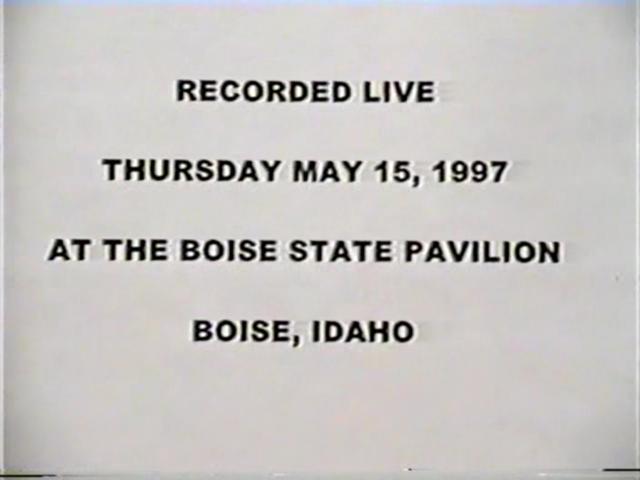 RECORDED LIVE
THURSDAY MAY 15, 1997
AT THE BOISE STATE PAVILION
BOISE, IDAHO